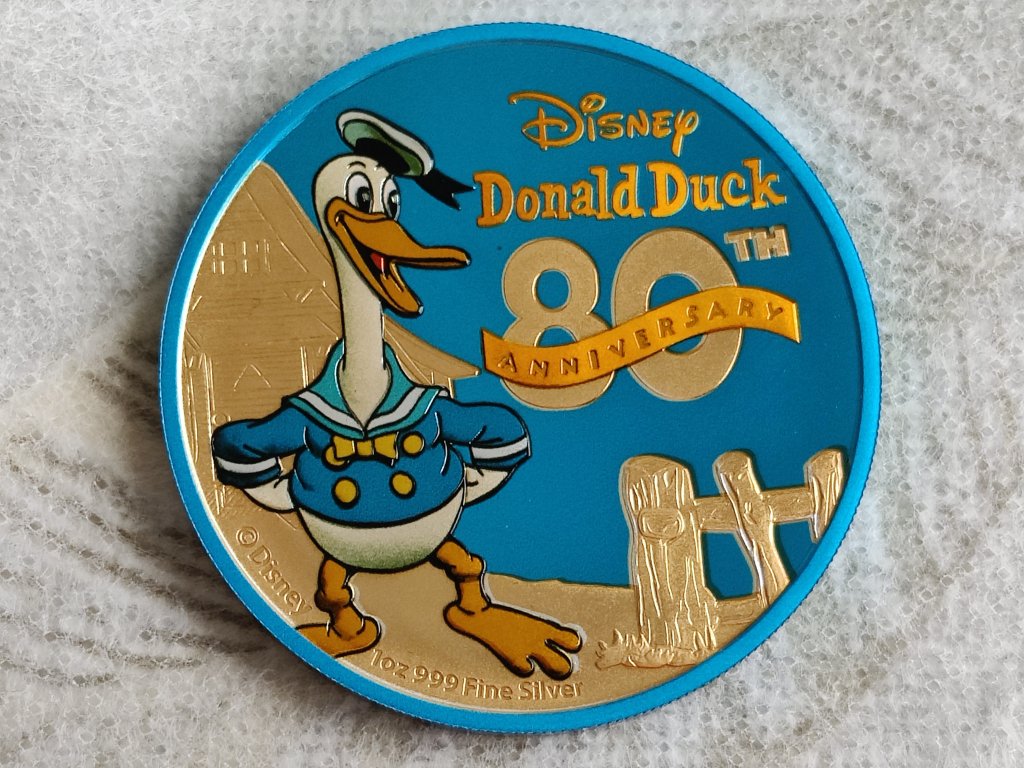 Disney
Donald Duck
80TH
ANNIVERSARY
© Disney
1oz 999 Fine Silver